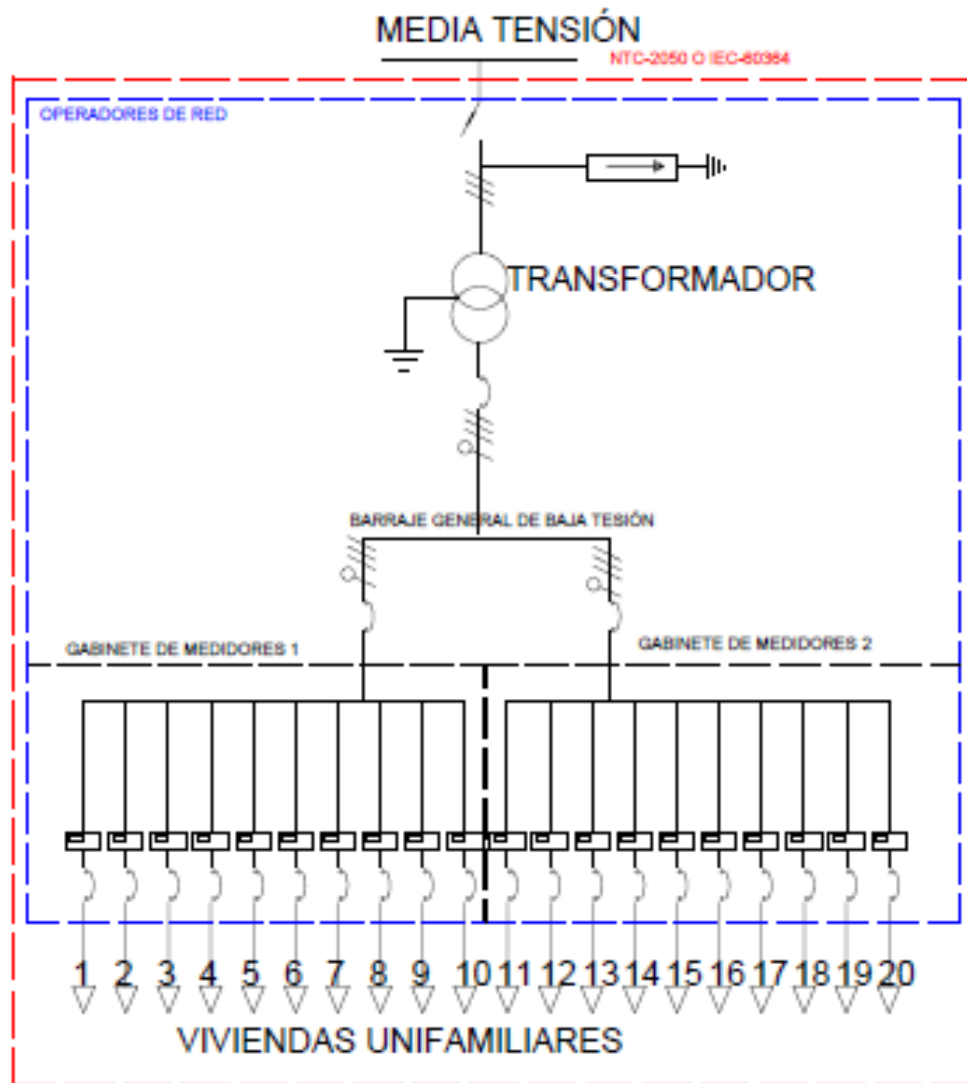 MEDIA TENSIÓN
NTC-2050 O IEC-60364
OPERADORES DE RED
TRANSFORMADOR
BARRAJE GENERAL DE BAJA TESIÓN
GABINETE DE MEDIDORES 1
GABINETE DE MEDIDORES 2
1 2 3 4 5 6 7 8 9 10 11 12 13 14 15 16 17 18 19 20
VIVIENDAS UNIFAMILIARES